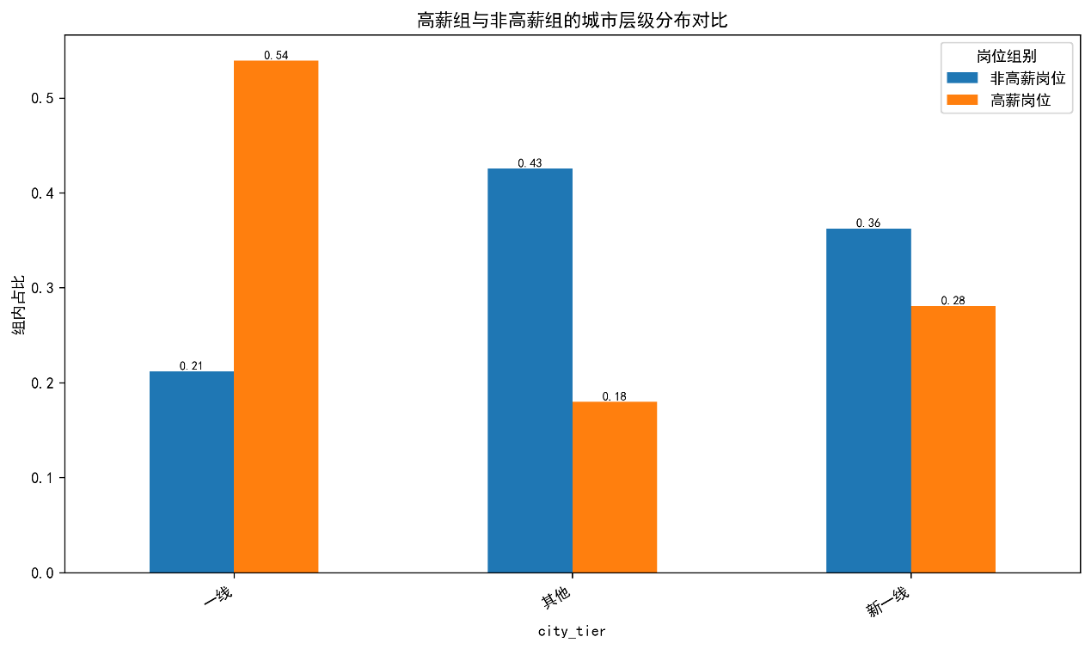 高薪组与非高薪组的城市层级分布对比
岗位组别
非高薪岗位
高薪岗位
组内占比
0.5
0.4
0.3
0.2
0.1
0.0
0.21
0.54
0.43
0.18
0.36
0.28
一线
其他
新一线
city_tier